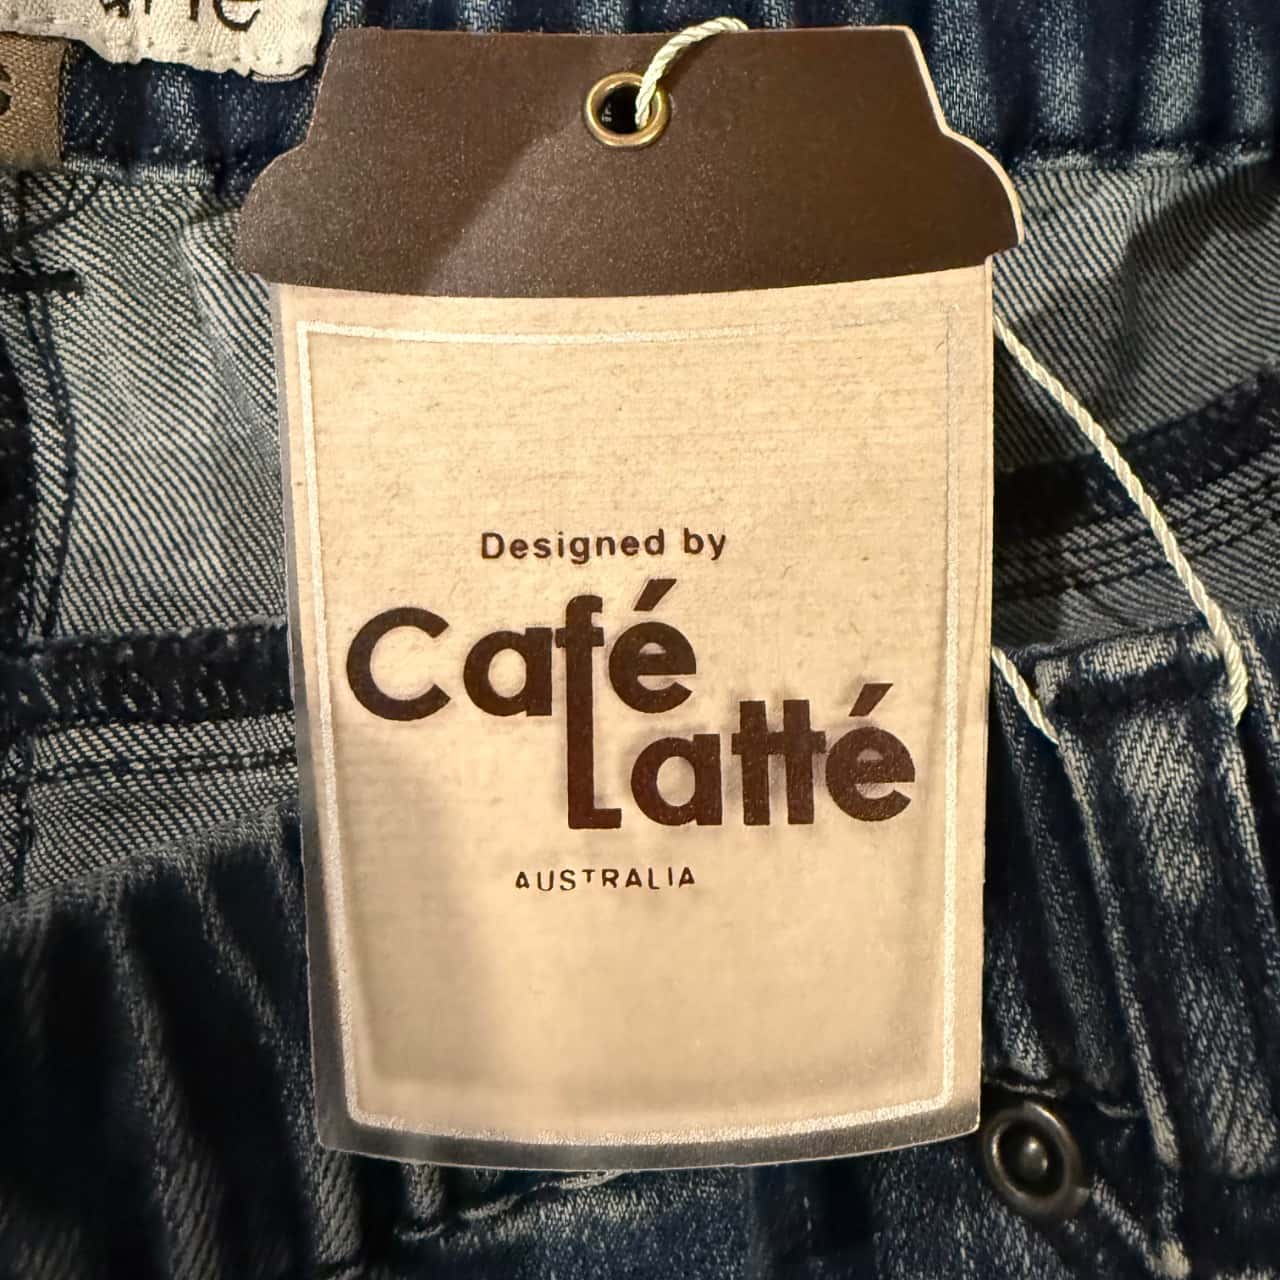 Designed by
Café
Latté
AUSTRALIA